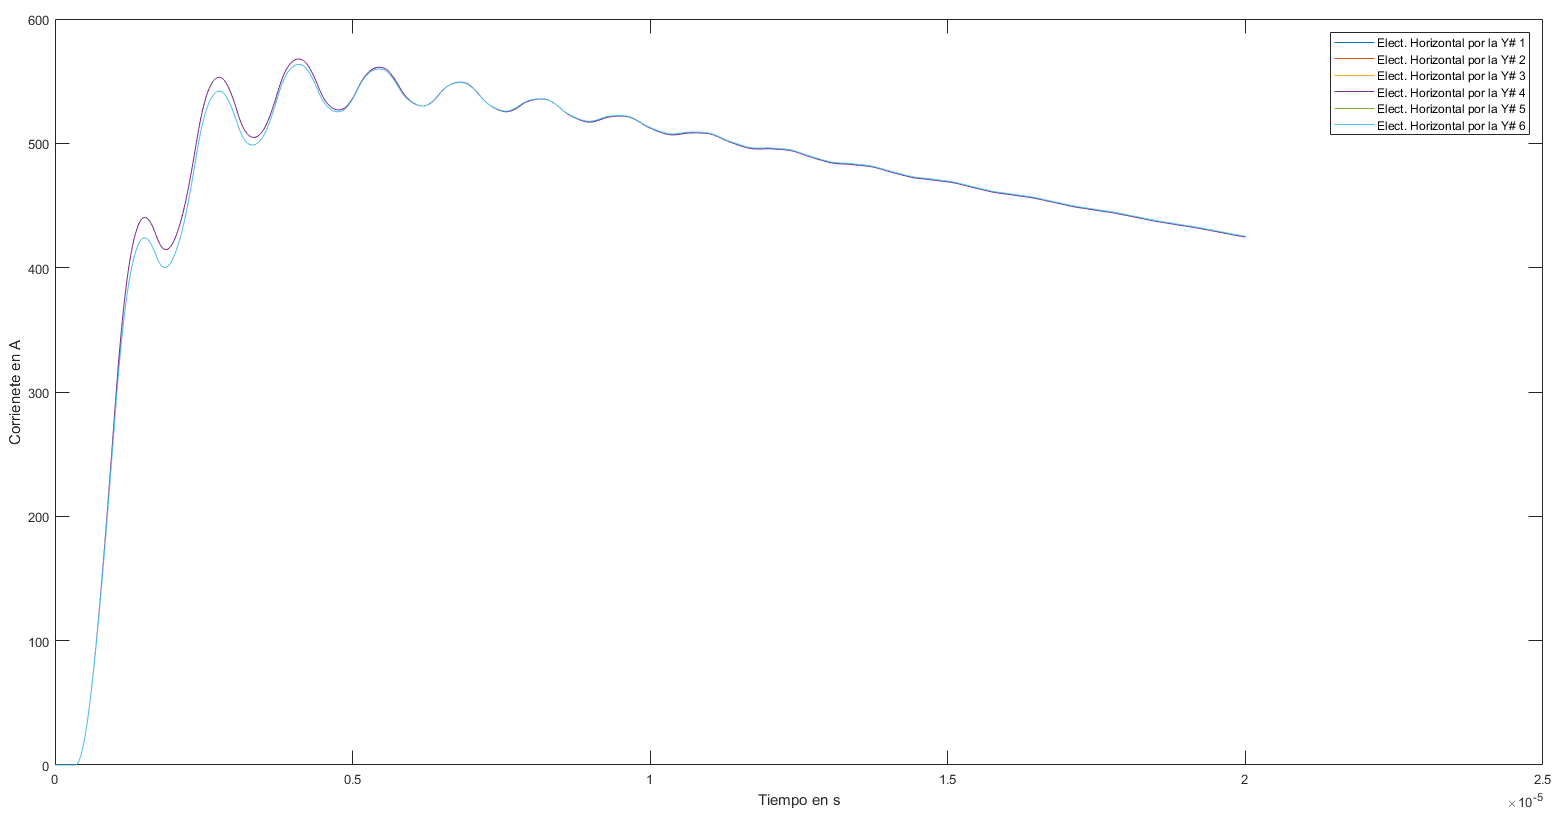 600
500
400
300
200
100
0
Corrienete en A
Elect. Horizontal por la Y# 1
Elect. Horizontal por la Y# 2
Elect. Horizontal por la Y# 3
Elect. Horizontal por la Y# 4
Elect. Horizontal por la Y# 5
Elect. Horizontal por la Y# 6
0 0.5 1 1.5 2 2.5
Tiempo en s
×10⁻⁵